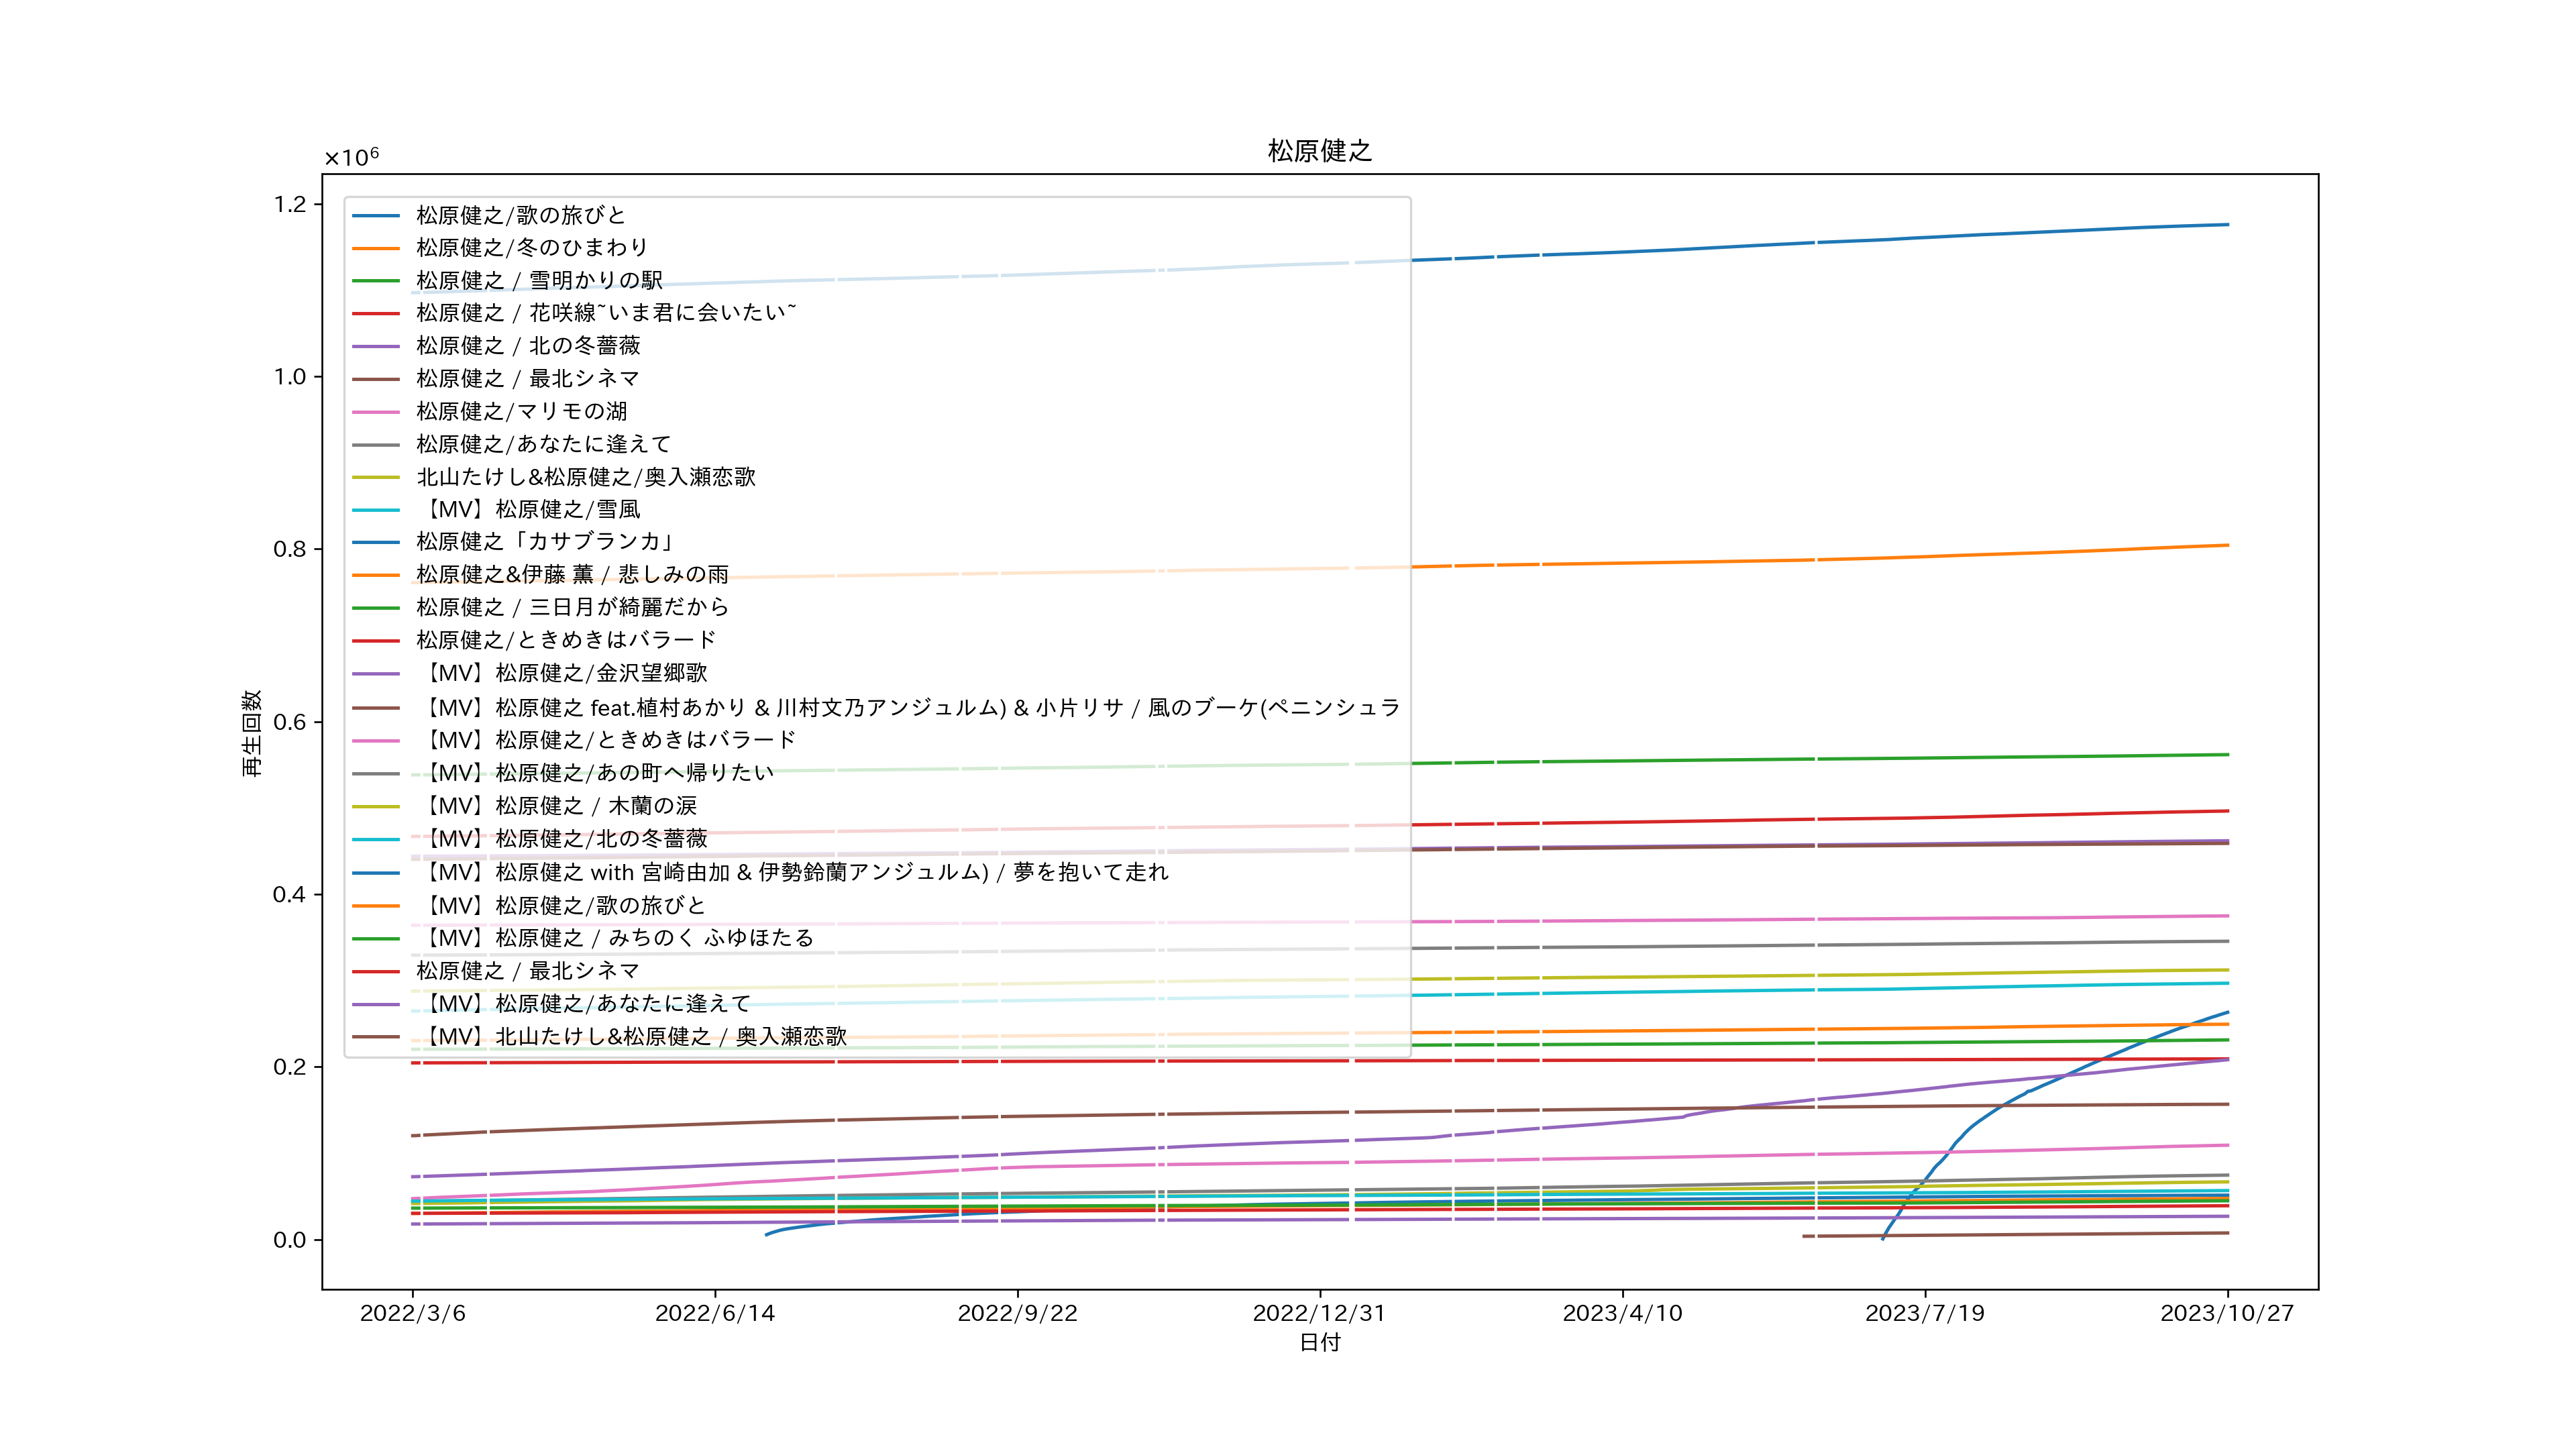 松原健之
×10⁶
1.2
1.0
0.8
0.6
0.4
0.2
0.0
再生回数
松原健之/歌の旅びと
松原健之/冬のひまわり
松原健之 / 雪明かりの駅
松原健之 / 花咲線~いま君に会いたい~
松原健之 / 北の冬薔薇
松原健之 / 最北シネマ
松原健之/マリモの湖
松原健之/あなたに逢えて
北山たけし&松原健之/奥入瀬恋歌
【MV】松原健之/雪風
松原健之「カサブランカ」
松原健之&伊藤 薫 / 悲しみの雨
松原健之 / 三日月が綺麗だから
松原健之/ときめきはバラード
【MV】松原健之/金沢望郷歌
【MV】松原健之 feat.植村あかり & 川村文乃アンジュルム) & 小片リサ / 風のブーケ(ペニンシュラ
【MV】松原健之/ときめきはバラード
【MV】松原健之/あの町へ帰りたい
【MV】松原健之 / 木蘭の涙
【MV】松原健之/北の冬薔薇
【MV】松原健之 with 宮崎由加 & 伊勢鈴蘭アンジュルム) / 夢を抱いて走れ
【MV】松原健之/歌の旅びと
【MV】松原健之 / みちのく ふゆほたる
松原健之 / 最北シネマ
【MV】松原健之/あなたに逢えて
【MV】北山たけし&松原健之 / 奥入瀬恋歌
2022/3/6 2022/6/14 2022/9/22 2022/12/31 2023/4/10 2023/7/19 2023/10/27
日付